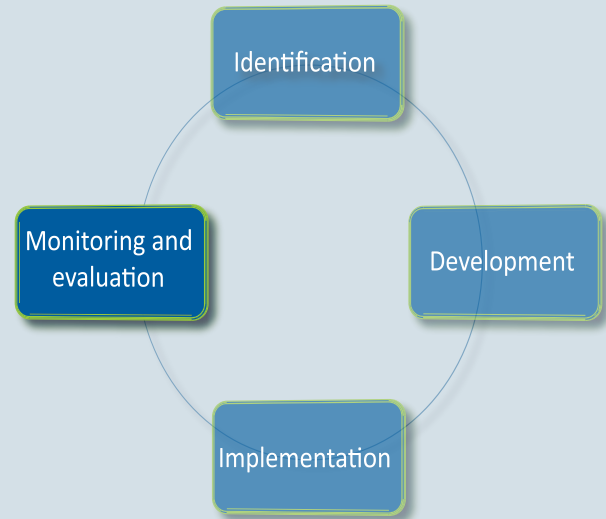 Identification
Monitoring and
evaluation
Development
Implementation